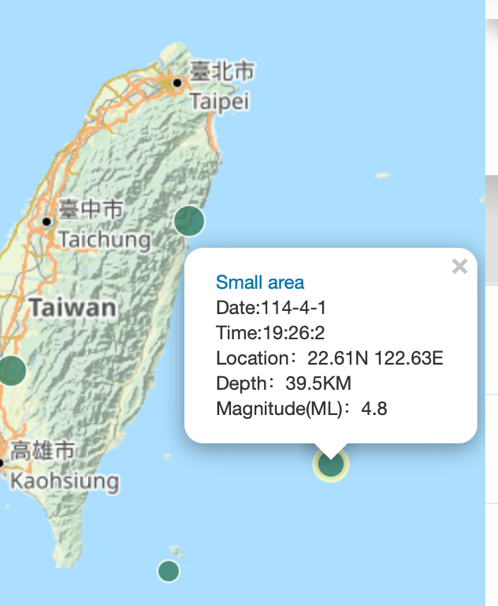 臺北市
Taipei
臺中市
Taichung
Taiwan
高雄市
Kaohsiung
×
Small area
Date:114-4-1
Time:19:26:2
Location：22.61N 122.63E
Depth：39.5KM
Magnitude(ML)：4.8